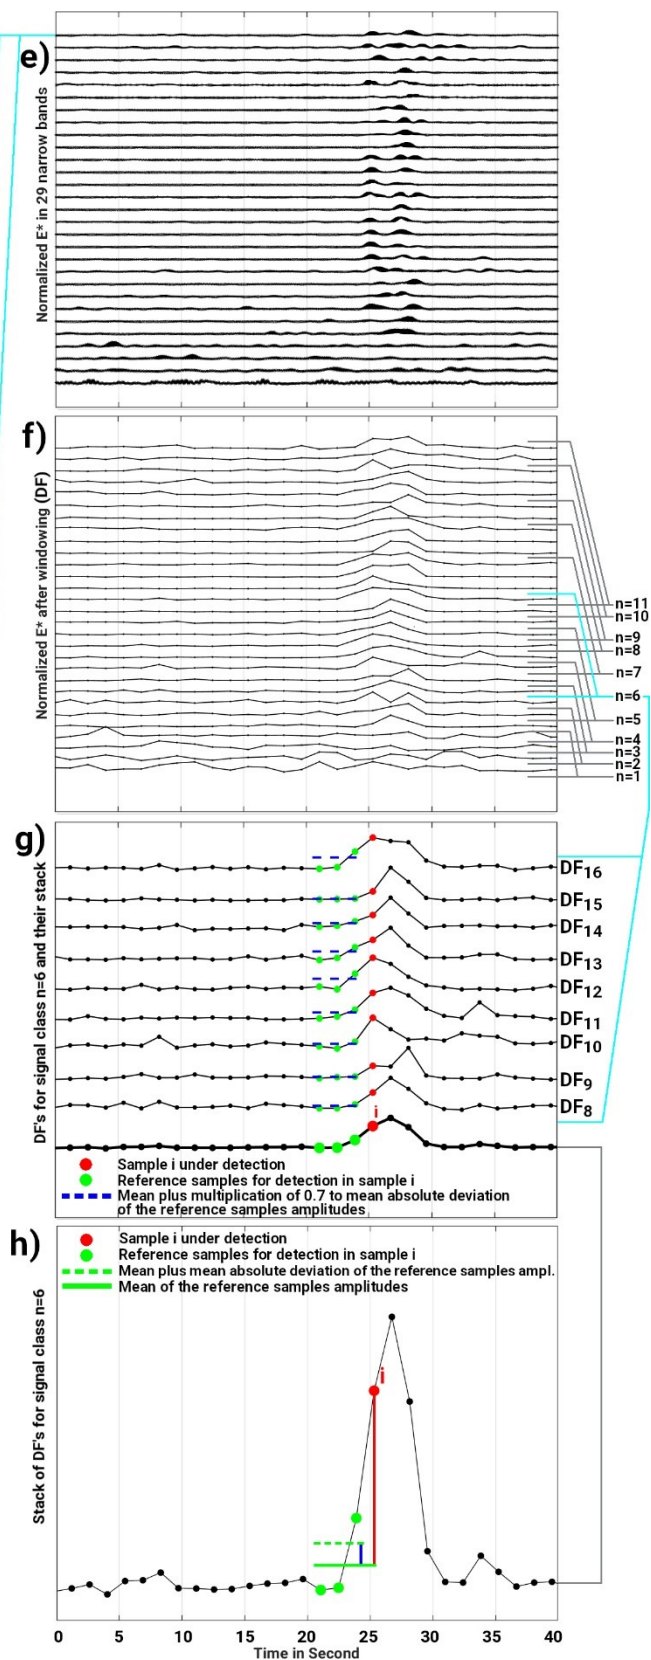 e)
Normalized E* in 29 narrow bands
f)
Normalized E* after windowing (DF)
n=11
n=10
n=9
n=8
n=7
n=6
n=5
n=4
n=3
n=2
n=1
g)
DF's for signal class n=6 and their stack
DF16
DF15
DF14
DF13
DF12
DF11
DF10
DF9
DF8
i
Sample i under detection
Reference samples for detection in sample i
Mean plus multiplication of 0.7 to mean absolute deviation
of the reference samples amplitudes
h)
Stack of DF's for signal class n=6
Sample i under detection
Reference samples for detection in sample i
Mean plus mean absolute deviation of the reference samples ampl.
Mean of the reference samples amplitudes
i
0 5 10 15 20 25 30 35 40
Time in Second